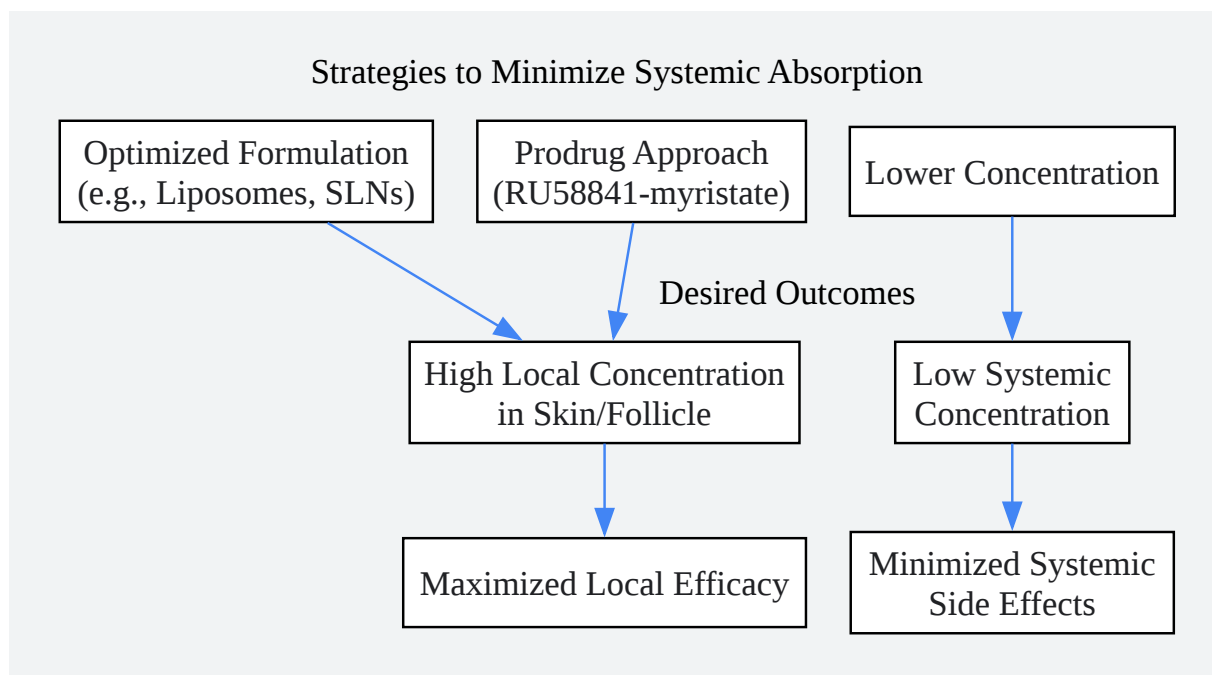 Strategies to Minimize Systemic Absorption
Optimized Formulation
(e.g., Liposomes, SLNs)
Prodrug Approach
(RU58841-myristate)
Lower Concentration
Desired Outcomes
High Local Concentration
in Skin/Follicle
Low Systemic
Concentration
Maximized Local Efficacy
Minimized Systemic
Side Effects